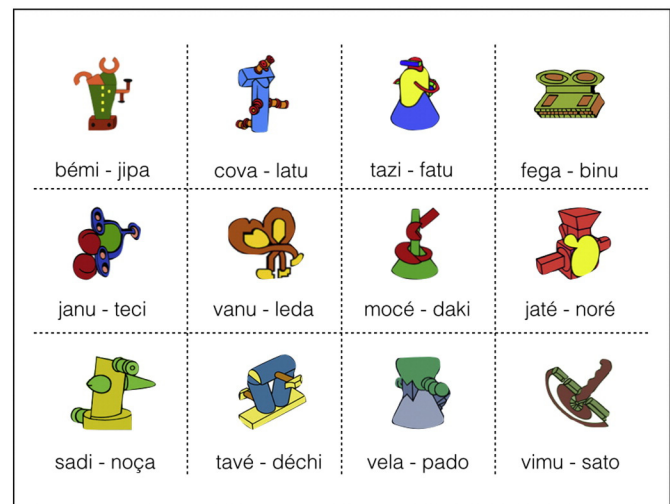 bémi - jipa
cova - latu
tazi - fatu
fega - binu
janu - teci
vanu - leda
mocé - daki
jaté - noré
sadi - noça
tavé - déchi
vela - pado
vimu - sato